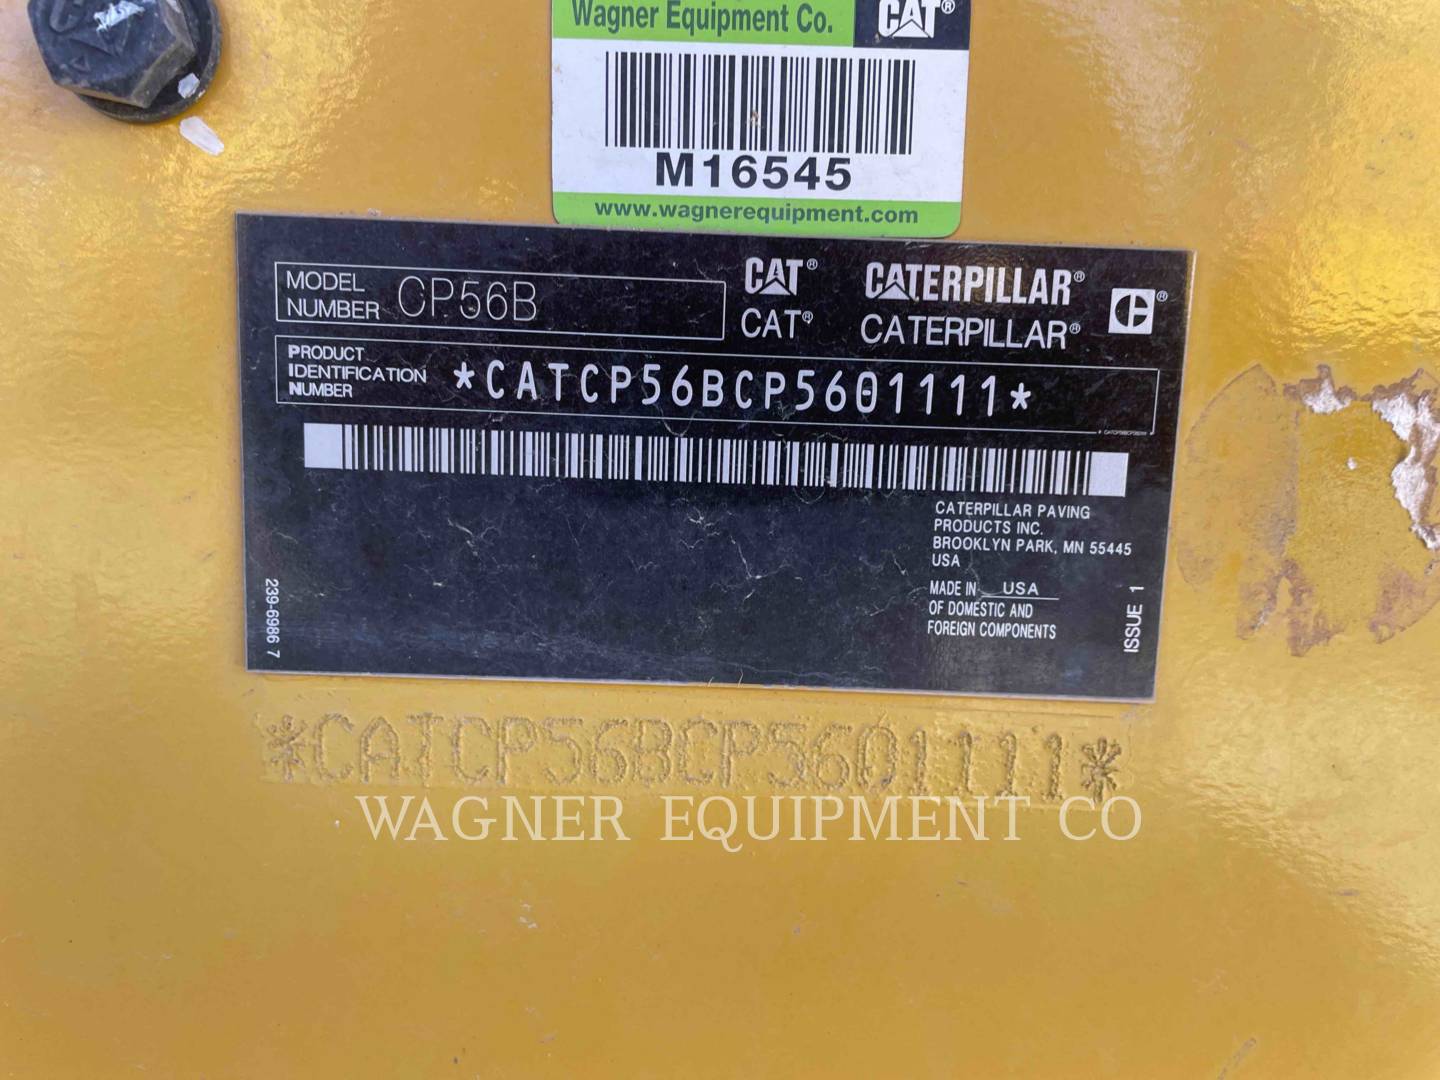 Wagner Equipment Co. CAT®
M16545
www.wagnerequipment.com
MODEL NUMBER CP56B
CAT® CATERPILLAR®
CAT® CATERPILLAR®
PRODUCT IDENTIFICATION NUMBER *CATCP56BCP5601111*
CATERPILLAR PAVING
PRODUCTS INC.
BROOKLYN PARK, MN 55445
USA
MADE IN USA
OF DOMESTIC AND
FOREIGN COMPONENTS
239-6986 7
ISSUE 1
*CATCP56BCP5601111*
WAGNER EQUIPMENT CO